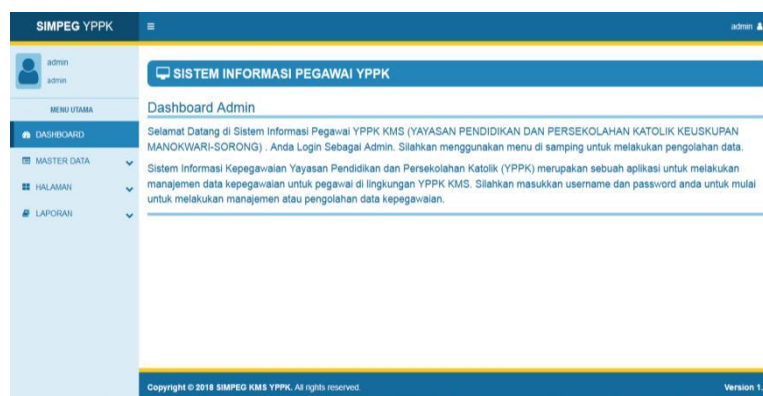 SIMPEG YPPK
admin
admin
admin
MENU UTAMA
DASHBOARD
MASTER DATA
HALAMAN
LAPORAN
SISTEM INFORMASI PEGAWAI YPPK
Dashboard Admin
Selamat Datang di Sistem Informasi Pegawai YPPK KMS (YAYASAN PENDIDIKAN DAN PERSEKOLAHAN KATOLIK KEUSKUPAN
MANOKWARI-SORONG) . Anda Login Sebagai Admin. Silahkan menggunakan menu di samping untuk melakukan pengolahan data.
Sistem Informasi Kepegawaian Yayasan Pendidikan dan Persekolahan Katolik (YPPK) merupakan sebuah aplikasi untuk melakukan
manajemen data kepegawaian untuk pegawai di lingkungan YPPK KMS. Silahkan masukkan username dan password anda untuk mulai
untuk melakukan manajemen atau pengolahan data kepegawaian.
Copyright © 2018 SIMPEG KMS YPPK. All rights reserved.
Version 1.